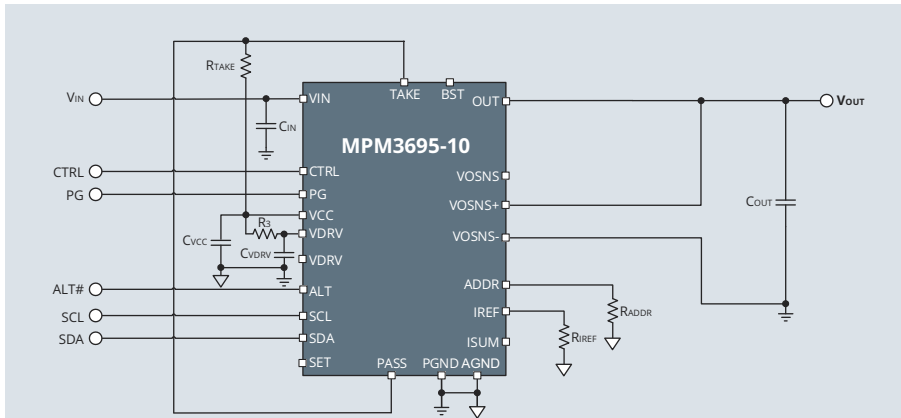 RTAKE
VIN
VIN
TAKE
BST
OUT
VOUT
CIN
MPM3695-10
CTRL
CTRL
VOSNS
PG
PG
VOSNS+
COUT
VCC
R3
VDRV
VOSNS-
CVCC
CVDRV
VDRV
ADDR
ALT#
ALT
RADDR
SCL
SCL
IREF
RIREF
SDA
SDA
ISUM
SET
PASS
PGND
AGND